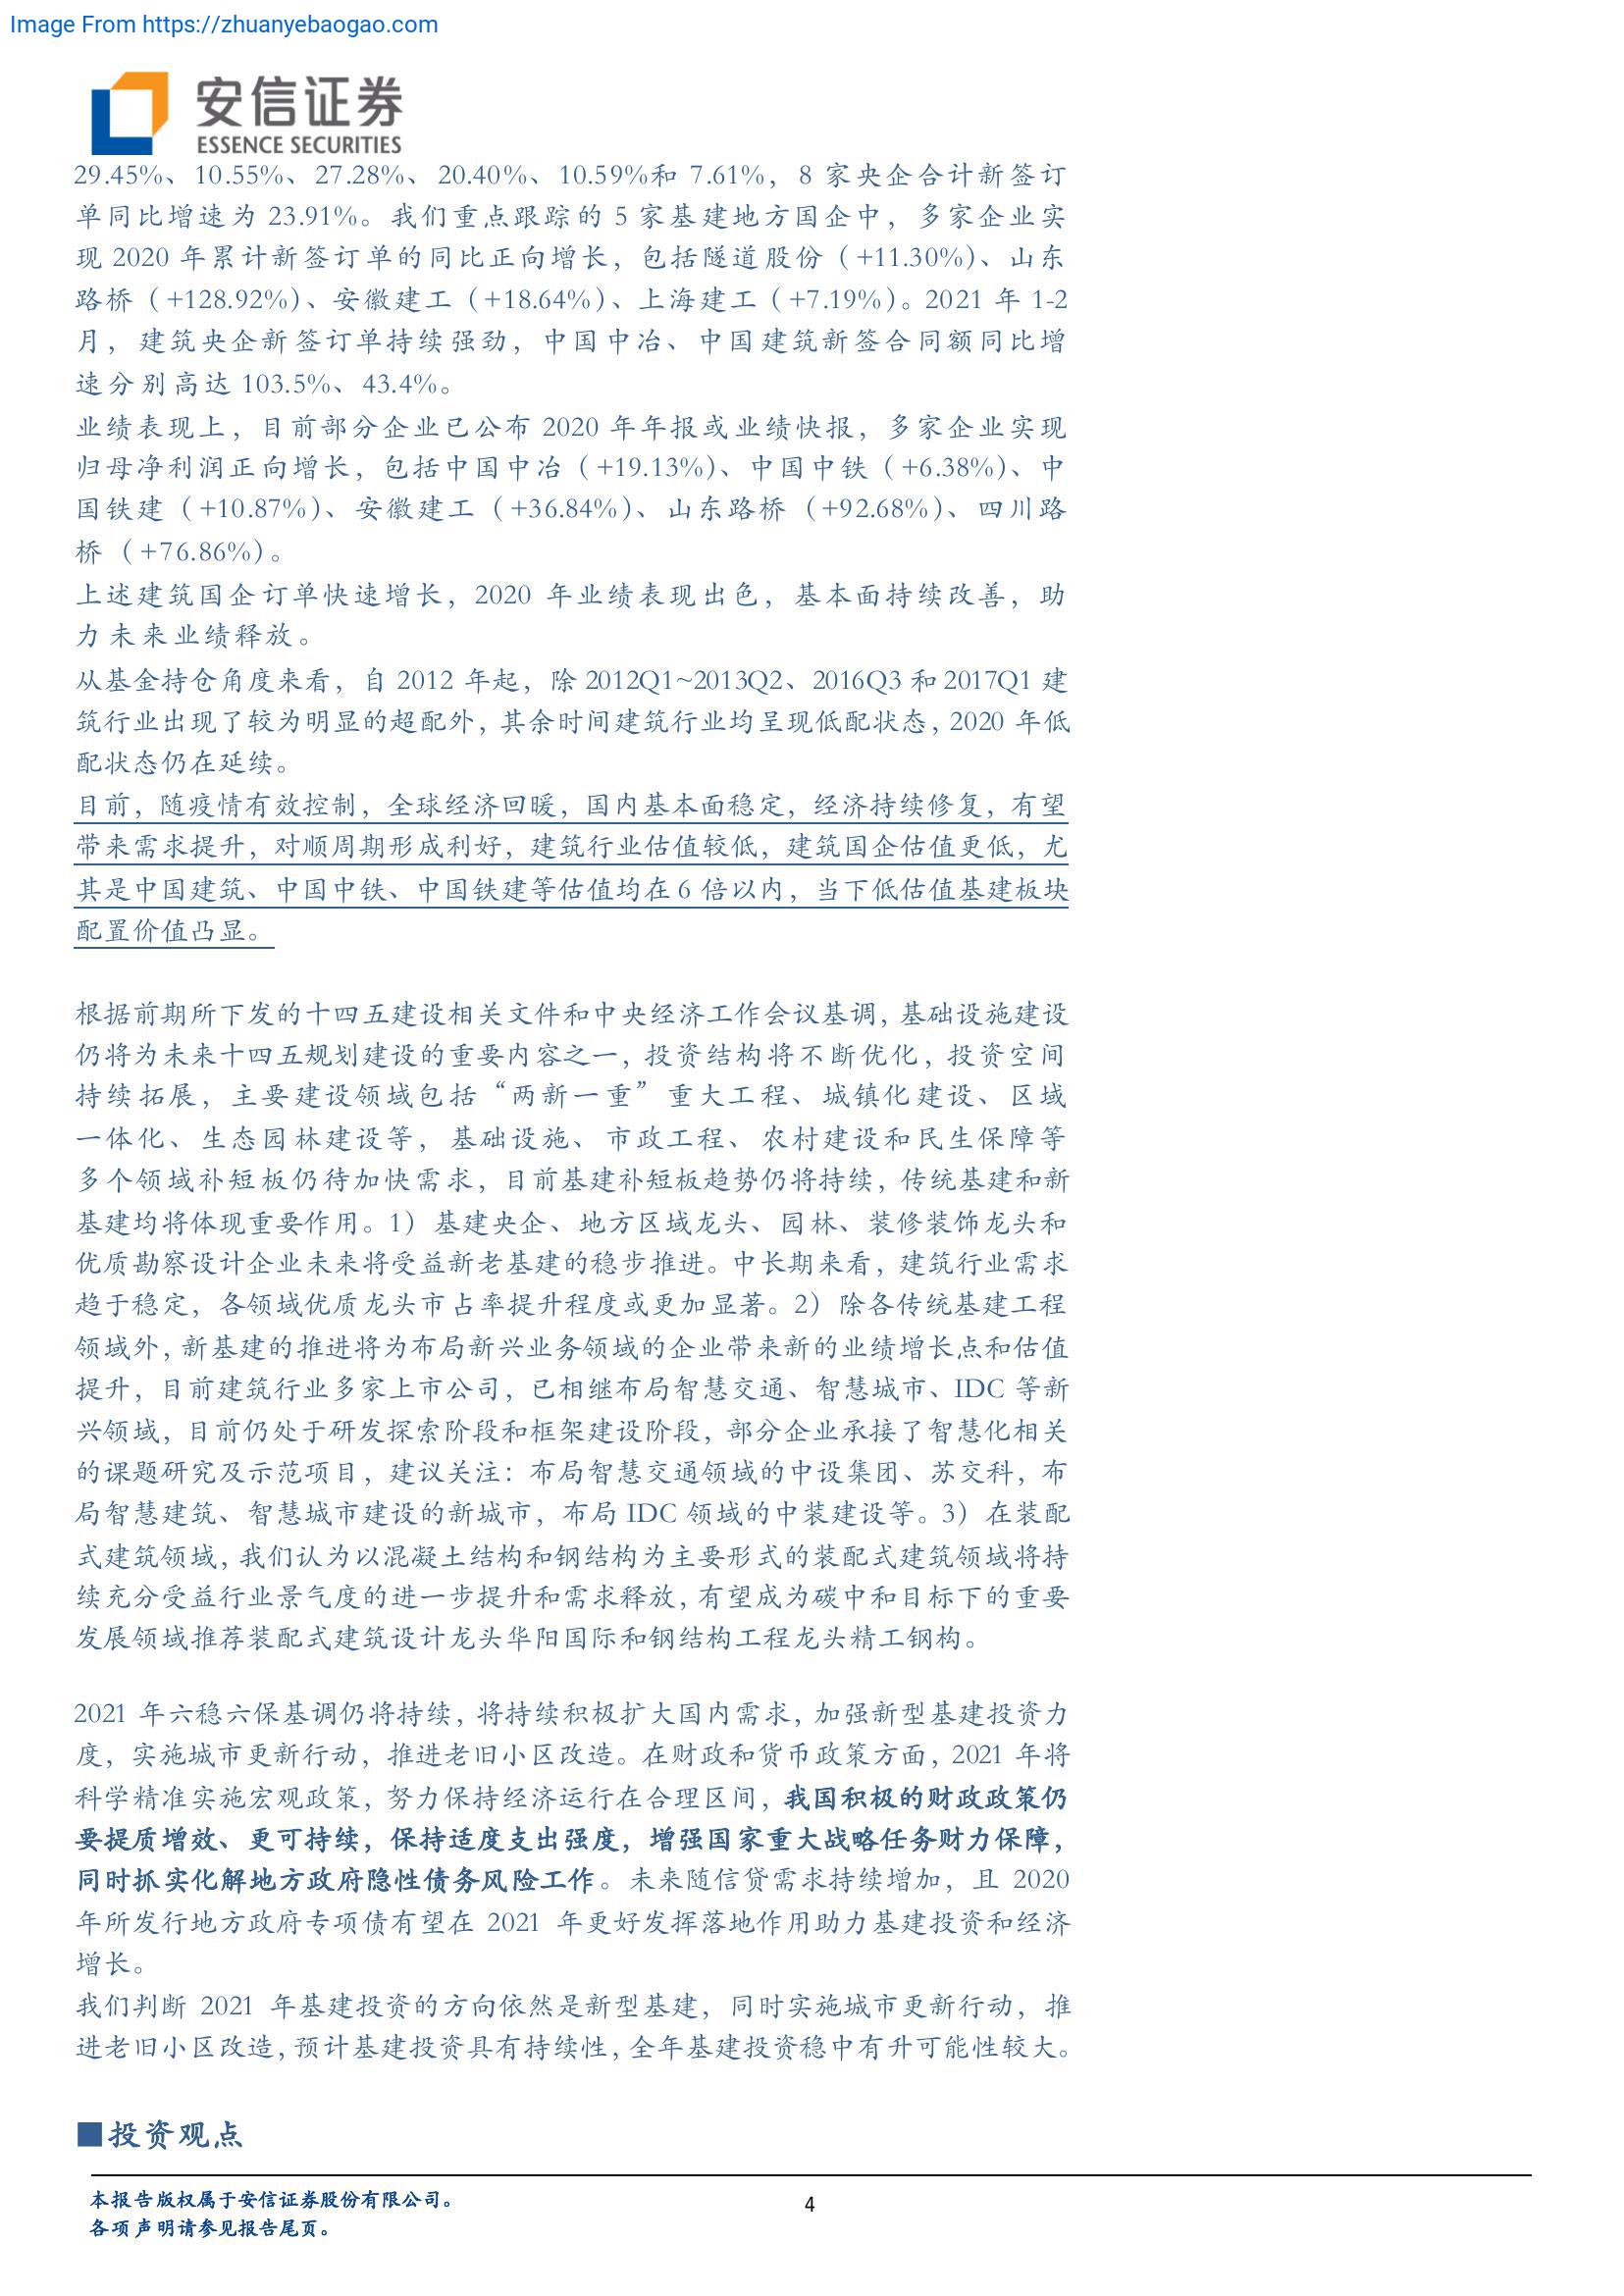 Image From https://zhuanyebaogao.com
安信证券
ESSENCE SECURITIES
29.45%、10.55%、27.28%、20.40%、10.59%和 7.61%，8 家央企合计新签订
单同比增速为 23.91%。我们重点跟踪的 5 家基建地方国企中，多家企业实
现 2020 年累计新签订单的同比正向增长，包括隧道股份（+11.30%）、山东
路桥（+128.92%）、安徽建工（+18.64%）、上海建工（+7.19%）。2021 年 1-2
月，建筑央企新签订单持续强劲，中国中冶、中国建筑新签合同额同比增
速分别高达 103.5%、43.4%。
业绩表现上，目前部分企业已公布 2020 年年报或业绩快报，多家企业实现
归母净利润正向增长，包括中国中冶（+19.13%）、中国中铁（+6.38%）、中
国铁建（+10.87%）、安徽建工（+36.84%）、山东路桥（+92.68%）、四川路
桥（+76.86%）。
上述建筑国企订单快速增长，2020 年业绩表现出色，基本面持续改善，助
力未来业绩释放。
从基金持仓角度来看，自 2012 年起，除 2012Q1~2013Q2、2016Q3 和 2017Q1 建
筑行业出现了较为明显的超配外，其余时间建筑行业均呈现低配状态，2020 年低
配状态仍在延续。
目前，随疫情有效控制，全球经济回暖，国内基本面稳定，经济持续修复，有望
带来需求提升，对顺周期形成利好，建筑行业估值较低，建筑国企估值更低，尤
其是中国建筑、中国中铁、中国铁建等估值均在 6 倍以内，当下低估值基建板块
配置价值凸显。
根据前期所下发的十四五建设相关文件和中央经济工作会议基调，基础设施建设
仍将为未来十四五规划建设的重要内容之一，投资结构将不断优化，投资空间
持续拓展，主要建设领域包括“两新一重”重大工程、城镇化建设、区域
一体化、生态园林建设等，基础设施、市政工程、农村建设和民生保障等
多个领域补短板仍待加快需求，目前基建补短板趋势仍将持续，传统基建和新
基建均将体现重要作用。1）基建央企、地方区域龙头、园林、装修装饰龙头和
优质勘察设计企业未来将受益新老基建的稳步推进。中长期来看，建筑行业需求
趋于稳定，各领域优质龙头市占率提升程度或更加显著。2）除各传统基建工程
领域外，新基建的推进将为布局新兴业务领域的企业带来新的业绩增长点和估值
提升，目前建筑行业多家上市公司，已相继布局智慧交通、智慧城市、IDC 等新
兴领域，目前仍处于研发探索阶段和框架建设阶段，部分企业承接了智慧化相关
的课题研究及示范项目，建议关注：布局智慧交通领域的中设集团、苏交科，布
局智慧建筑、智慧城市建设的新城市，布局 IDC 领域的中装建设等。3）在装配
式建筑领域，我们认为以混凝土结构和钢结构为主要形式的装配式建筑领域将持
续充分受益行业景气度的进一步提升和需求释放，有望成为碳中和目标下的重要
发展领域推荐装配式建筑设计龙头华阳国际和钢结构工程龙头精工钢构。
2021 年六稳六保基调仍将持续，将持续积极扩大国内需求，加强新型基建投资力
度，实施城市更新行动，推进老旧小区改造。在财政和货币政策方面，2021 年将
科学精准实施宏观政策，努力保持经济运行在合理区间，我国积极的财政政策仍
要提质增效、更可持续，保持适度支出强度，增强国家重大战略任务财力保障，
同时抓实化解地方政府隐性债务风险工作。未来随信贷需求持续增加，且 2020
年所发行地方政府专项债有望在 2021 年更好发挥落地作用助力基建投资和经济
增长。
我们判断 2021 年基建投资的方向依然是新型基建，同时实施城市更新行动，推
进老旧小区改造，预计基建投资具有持续性，全年基建投资稳中有升可能性较大。
■投资观点
本报告版权属于安信证券股份有限公司。
4
各项声明请参见报告尾页。